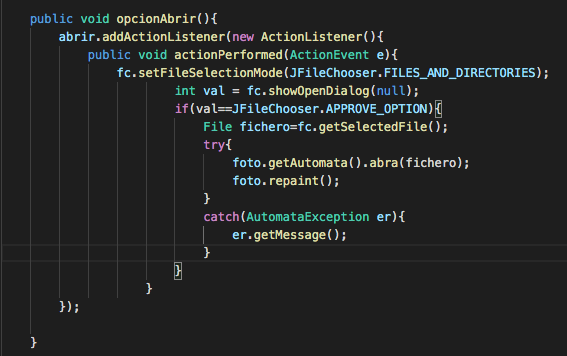 public void opcionAbrir(){
abrir.addActionListener(new ActionListener(){
public void actionPerformed(ActionEvent e){
fc.setFileSelectionMode(JFileChooser.FILES_AND_DIRECTORIES);
int val = fc.showOpenDialog(null);
if(val==JFileChooser.APPROVE_OPTION){
File fichero=fc.getSelectedFile();
try{
foto.getAutomata().abra(fichero);
foto.repaint();
}
catch(AutomataException er){
er.getMessage();
}
}
}
});
}